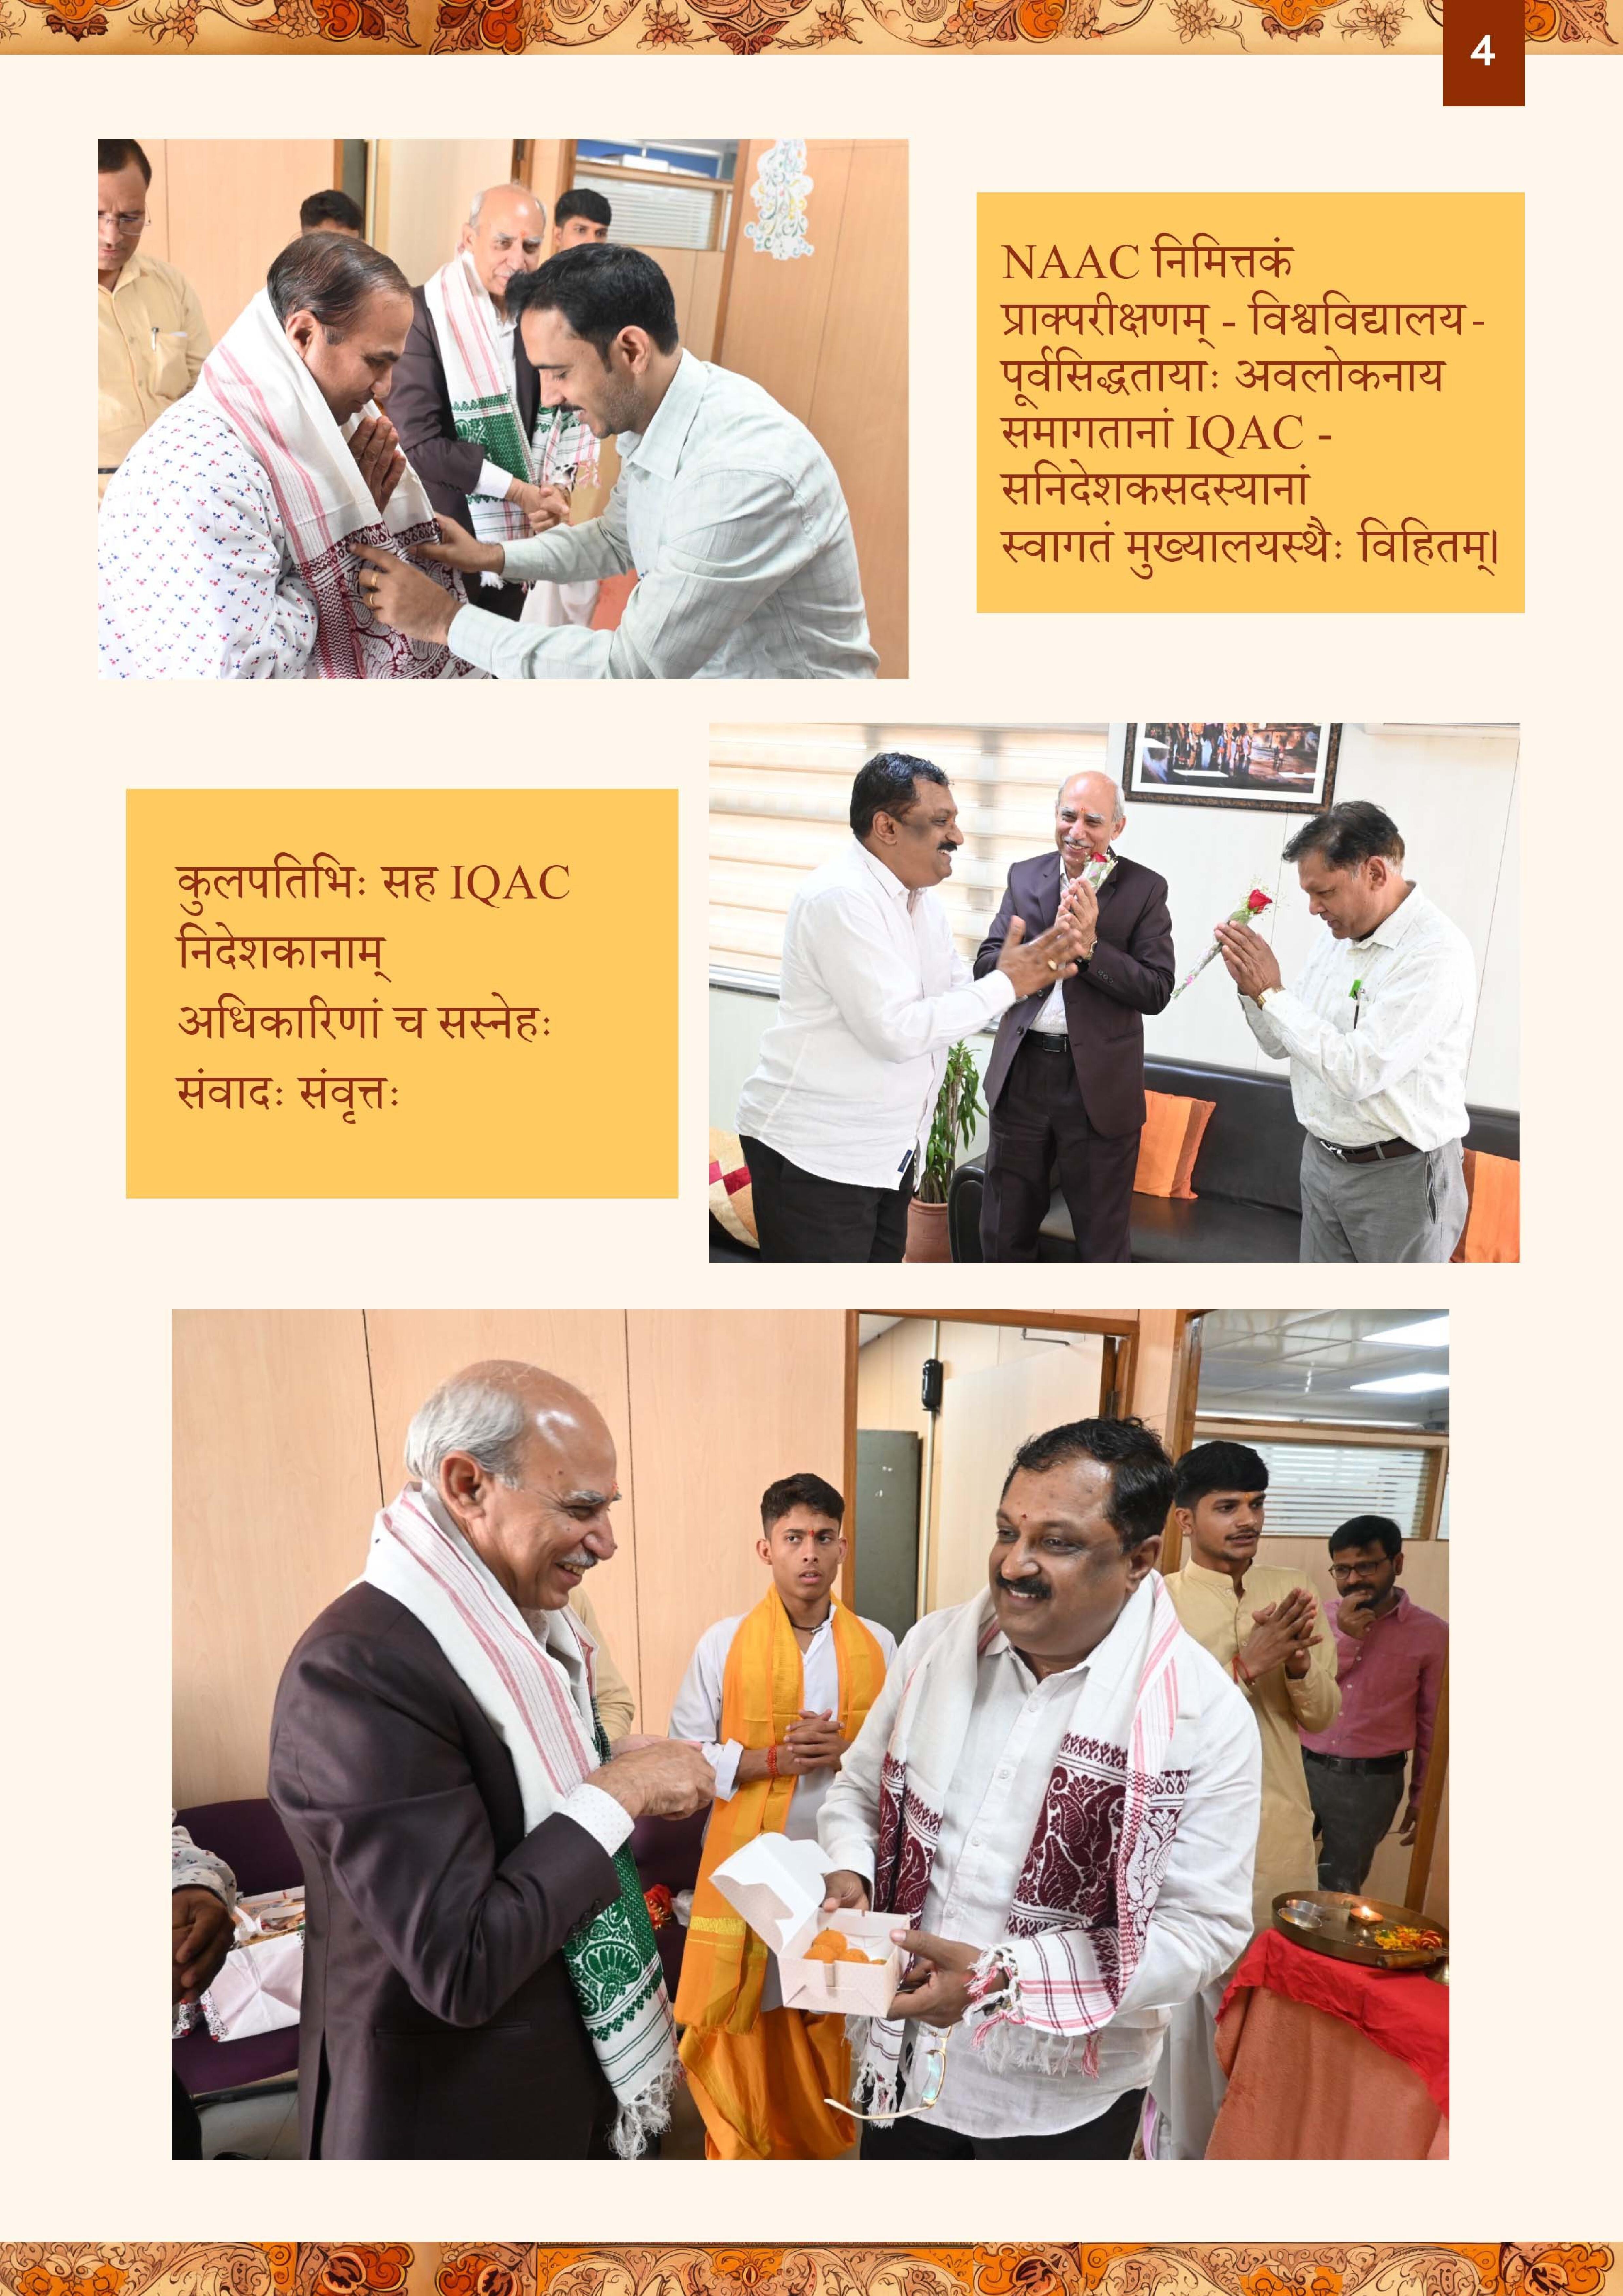 4
NAAC निमित्तकं
प्राक्परीक्षणम् - विश्वविद्यालय-
पूर्वसिद्धतायाः अवलोकनाय
समागतानां IQAC -
सनिदेशकसदस्यानां
स्वागतं मुख्यालयस्थैः विहितम्|
कुलपतिभिः सह IQAC
निदेशकानाम्
अधिकारिणां च सस्नेहः
संवादः संवृत्तः